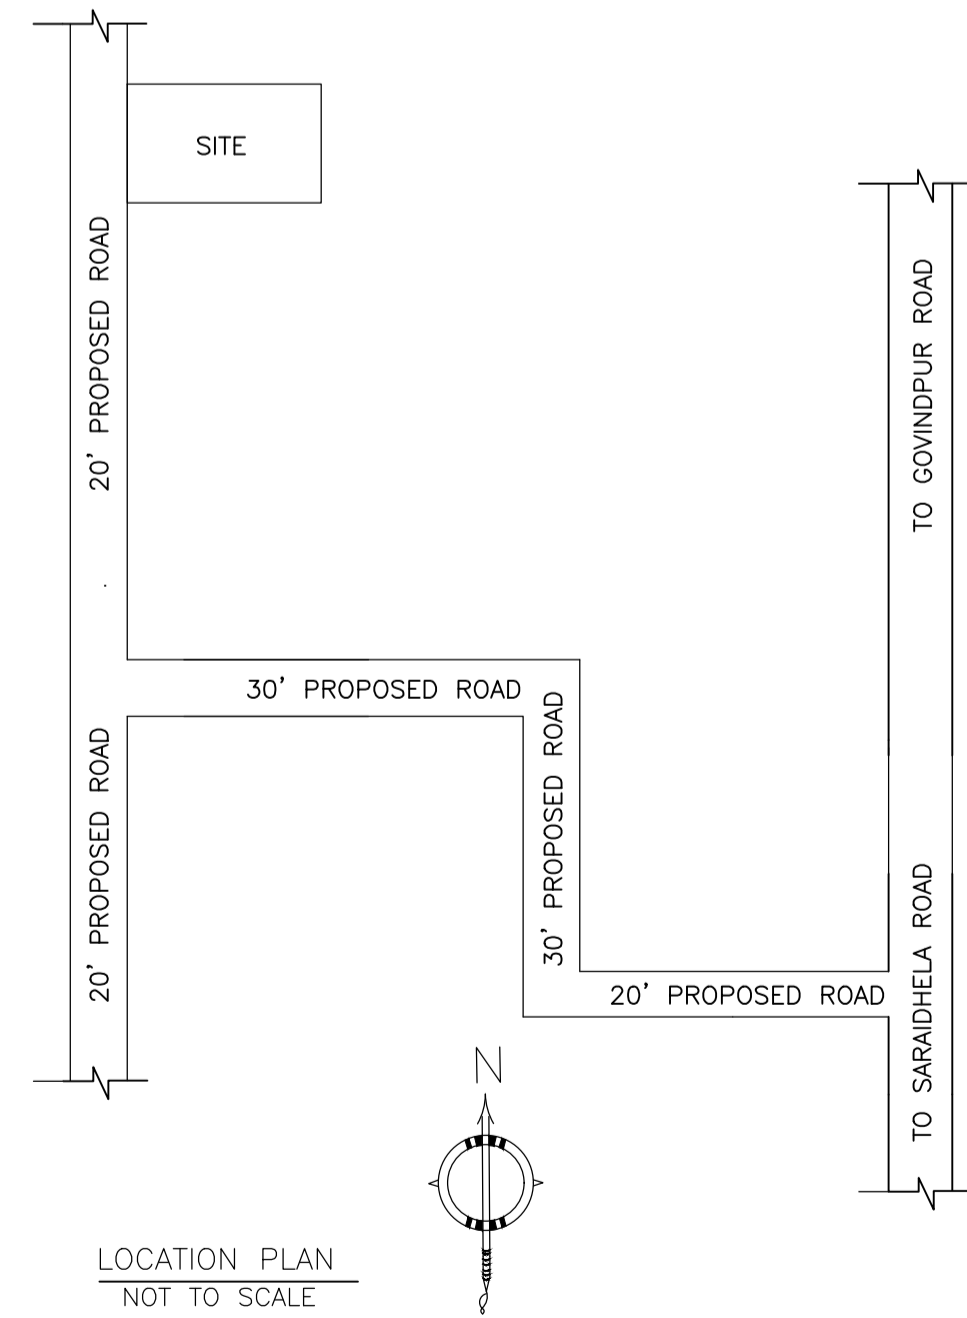 SITE
20' PROPOSED ROAD
TO GOVINDPUR ROAD
30' PROPOSED ROAD
30' PROPOSED ROAD
20' PROPOSED ROAD
20' PROPOSED ROAD
TO SARAIDHELA ROAD
N
LOCATION PLAN
NOT TO SCALE